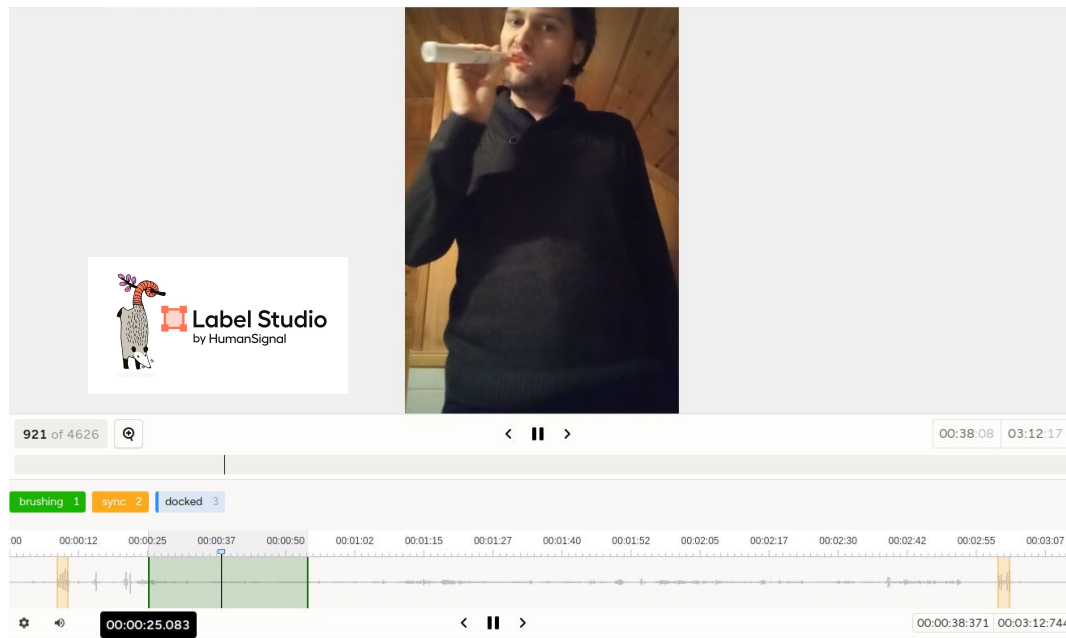 Label Studio
by HumanSignal
921 of 4626
00:38:08 03:12:17
brushing 1 sync 2 docked 3
:00 00:00:12 00:00:25 00:00:37 00:00:50 00:01:02 00:01:15 00:01:27 00:01:40 00:01:52 00:02:05 00:02:17 00:02:30 00:02:42 00:02:55 00:03:07
00:00:25.083
00:00:38:371 00:03:12:744